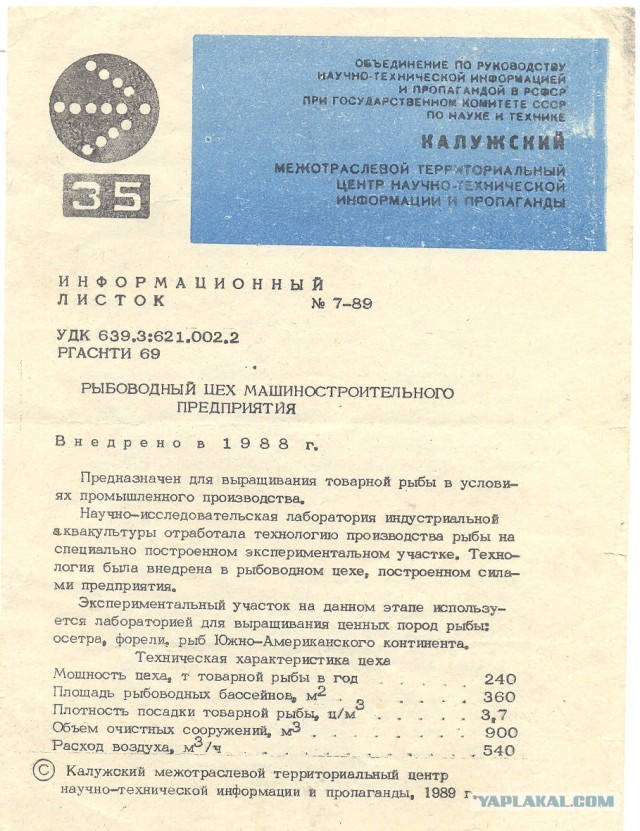 ОБЪЕДИНЕНИЕ ПО РУКОВОДСТВУ
НАУЧНО-ТЕХНИЧЕСКОЙ ИНФОРМАЦИЕЙ
И ПРОПАГАНДОЙ В РСФСР
ПРИ ГОСУДАРСТВЕННОМ КОМИТЕТЕ СССР
ПО НАУКЕ И ТЕХНИКЕ
КАЛУЖСКИЙ
МЕЖОТРАСЛЕВОЙ ТЕРРИТОРИАЛЬНЫЙ
ЦЕНТР НАУЧНО-ТЕХНИЧЕСКОЙ
ИНФОРМАЦИИ И ПРОПАГАНДЫ
35
ИНФОРМАЦИОННЫЙ
ЛИСТОК № 7-89
УДК 639.3:621.002.2
РГАСНТИ 69
РЫБОВОДНЫЙ ЦЕХ МАШИНОСТРОИТЕЛЬНОГО
ПРЕДПРИЯТИЯ
Внедрено в 1988 г.
Предназначен для выращивания товарной рыбы в услови-
ях промышленного производства.
Научно-исследовательская лаборатория индустриальной
аквакультуры отработала технологию производства рыбы на
специально построенном экспериментальном участке. Техно-
логия была внедрена в рыбоводном цехе, построенном сила-
ми предприятия.
Экспериментальный участок на данном этапе использу-
ется лабораторией для выращивания ценных пород рыбы:
осетра, форели, рыб Южно-Американского континента.
Техническая характеристика цеха
Мощность цеха, т товарной рыбы в год . . . . . 240
Площадь рыбоводных бассейнов, м² . . . . . . 360
Плотность посадки товарной рыбы, ц/м³ . . . . . 3,7
Объем очистных сооружений, м³ . . . . . . . 900
Расход воздуха, м³/ч . . . . . . . . . . 540
© Калужский межотраслевой территориальный центр
научно-технической информации и пропаганды, 1989 г.
YAPLAKAL.COM